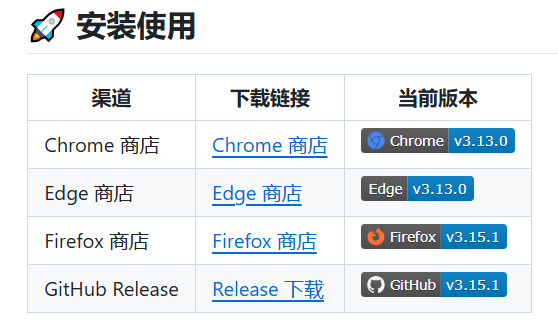 🚀 安装使用
渠道 下载链接 当前版本
Chrome 商店 Chrome 商店 Chrome v3.13.0
Edge 商店 Edge 商店 Edge v3.13.0
Firefox 商店 Firefox 商店 Firefox v3.15.1
GitHub Release Release 下载 GitHub v3.15.1